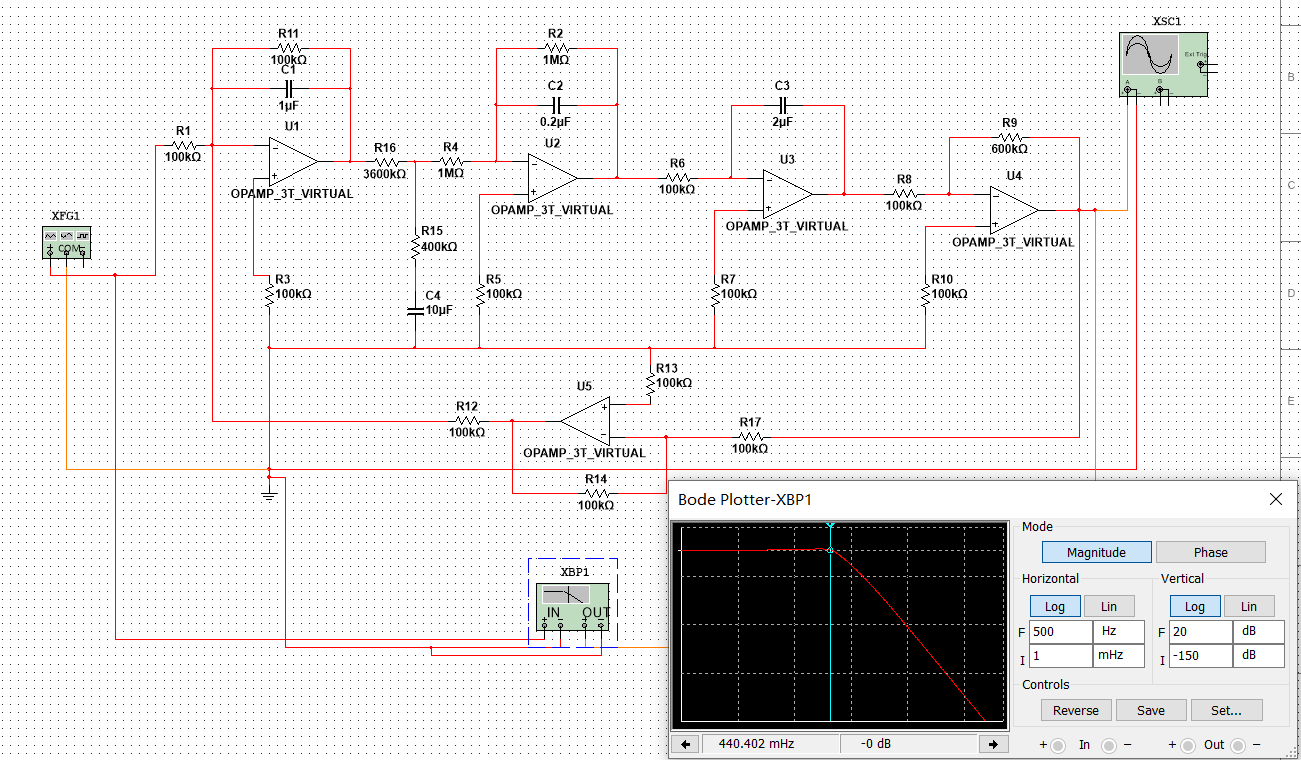 XSC1
Ext Trig
A
B
R11
100kΩ
C1
1µF
R2
1MΩ
C2
0.2µF
C3
2µF
R9
600kΩ
B
R1
100kΩ
U1
R16
3600kΩ
R4
1MΩ
U2
R6
100kΩ
U3
R8
100kΩ
U4
C
OPAMP_3T_VIRTUAL
OPAMP_3T_VIRTUAL
OPAMP_3T_VIRTUAL
OPAMP_3T_VIRTUAL
XFG1
COM
R15
400kΩ
R3
100kΩ
C4
10µF
R5
100kΩ
R7
100kΩ
R10
100kΩ
D
R13
100kΩ
U5
R12
100kΩ
OPAMP_3T_VIRTUAL
R17
100kΩ
E
R14
100kΩ
XBP1
IN OUT
Bode Plotter-XBP1
Mode
Magnitude Phase
Horizontal Vertical
Log Lin Log Lin
F 500 Hz F 20 dB
I 1 mHz I -150 dB
Controls
Reverse Save Set...
440.402 mHz -0 dB
+ In − + Out −